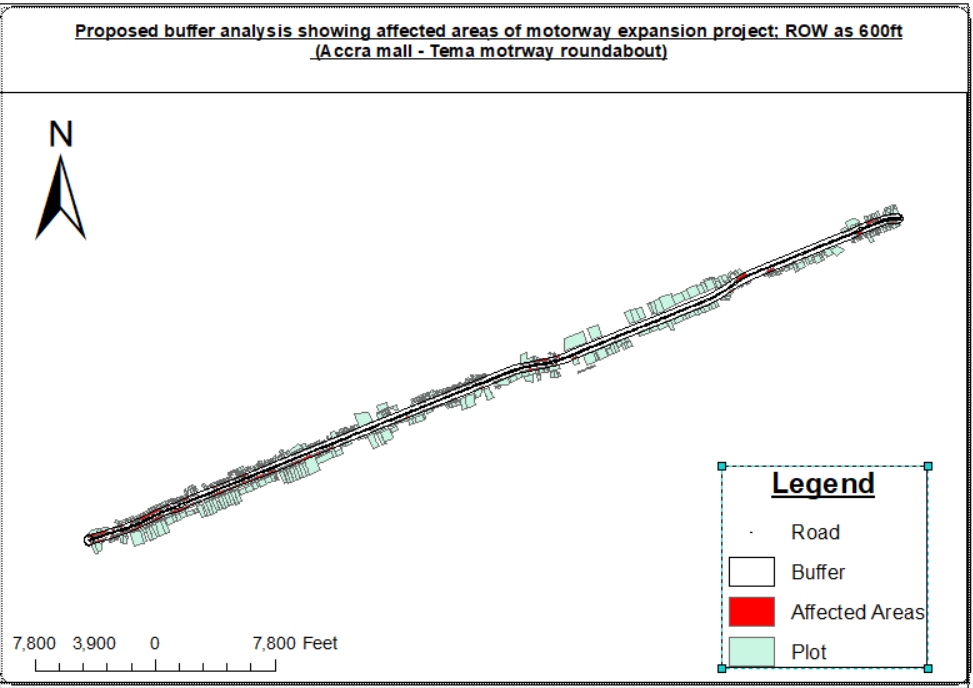 Proposed buffer analysis showing affected areas of motorway expansion project; ROW as 600ft
(Accra mall - Tema motrway roundabout)
N
Legend
Road
Buffer
Affected Areas
Plot
7,800 3,900 0 7,800 Feet